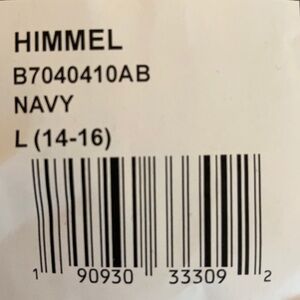 HIMMEL
B7040410AB
NAVY
L (14-16)
1 90930 33309 2